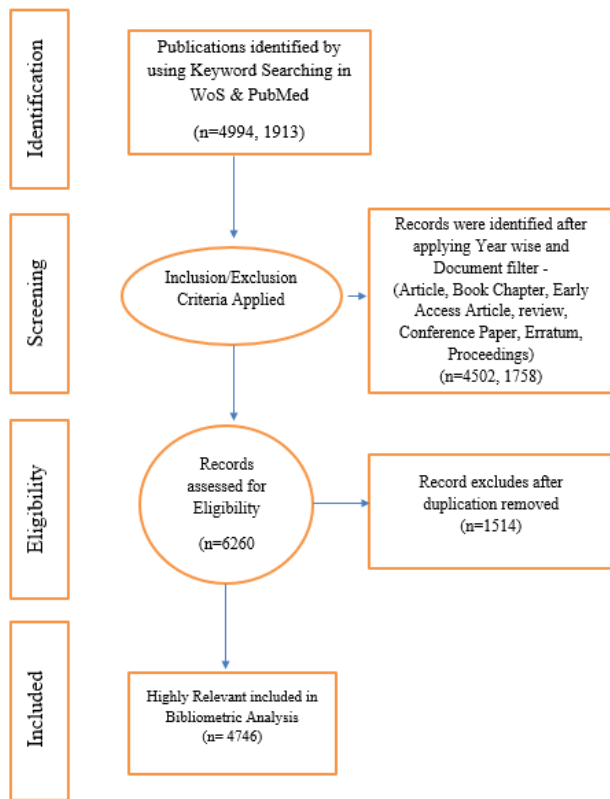 Identification
Publications identified by
using Keyword Searching in
WoS & PubMed
(n=4994, 1913)
Screening
Inclusion/Exclusion
Criteria Applied
Records were identified after
applying Year wise and
Document filter -
(Article, Book Chapter, Early
Access Article, review,
Conference Paper, Erratum,
Proceedings)
(n=4502, 1758)
Eligibility
Records
assessed for
Eligibility
(n=6260
Record excludes after
duplication removed
(n=1514)
Included
Highly Relevant included in
Bibliometric Analysis
(n= 4746)